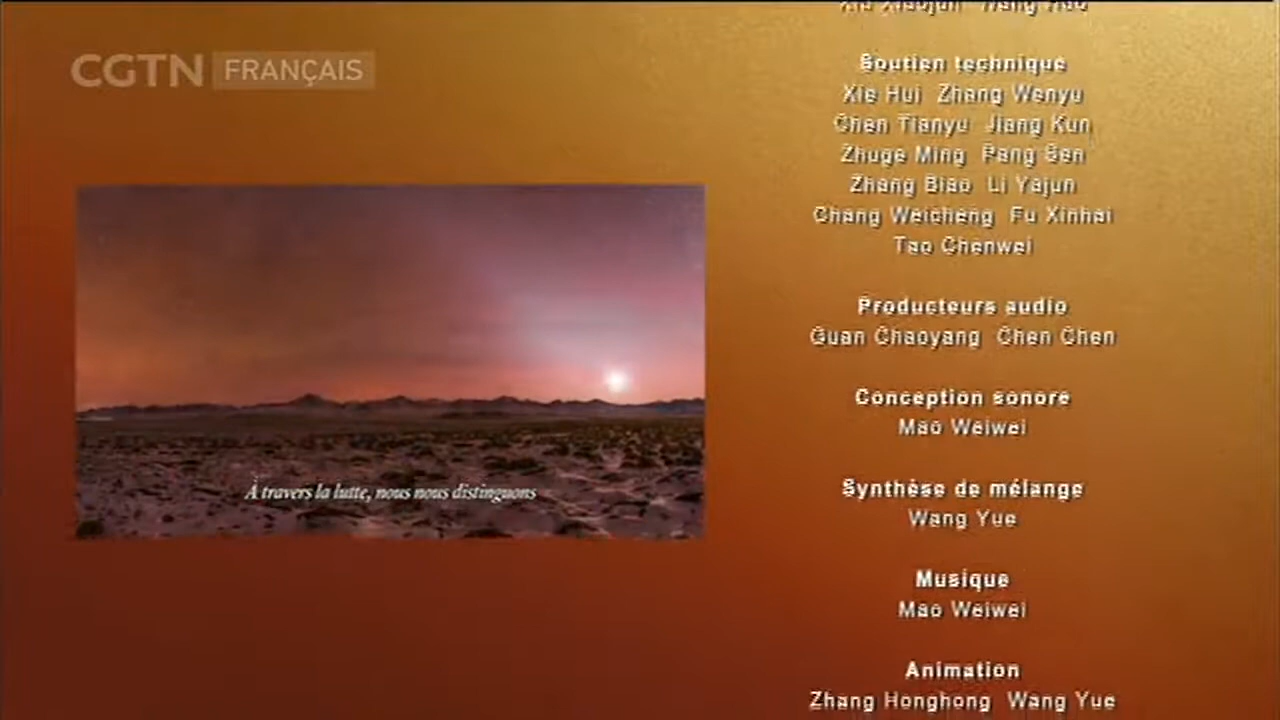 CGTN FRANÇAIS
Soutien technique
Xie Hui Zhang Wenyu
Chen Tianyu Jiang Kun
Zhuge Ming Pang Sen
Zhang Biao Li Yajun
Chang Weicheng Fu Xinhai
Tao Chenwei
Producteurs audio
Guan Chaoyang Chen Chen
Conception sonore
Mao Weiwei
Synthèse de mélange
Wang Yue
Musique
Mao Weiwei
Animation
Zhang Honghong Wang Yue
À travers la lutte, nous nous distinguons